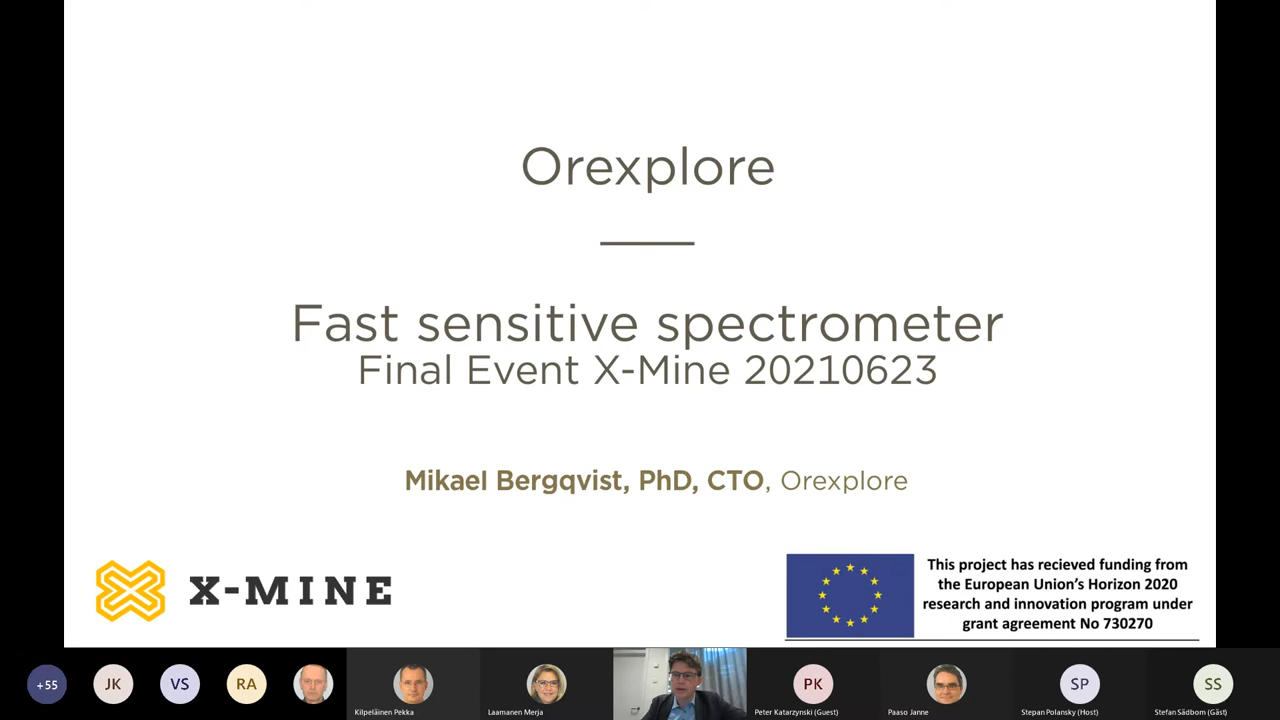 Orexplore
Fast sensitive spectrometer
Final Event X-Mine 20210623
Mikael Bergqvist, PhD, CTO, Orexplore
X-MINE
This project has recieved funding from
the European Union's Horizon 2020
research and innovation program under
grant agreement No 730270
+55
JK
VS
RA
Kilpeläinen Pekka
Laamanen Merja
PK
Peter Katarzynski (Guest)
Paaso Janne
SP
Stepan Polansky (Host)
SS
Stefan Sädbom (Gäst)